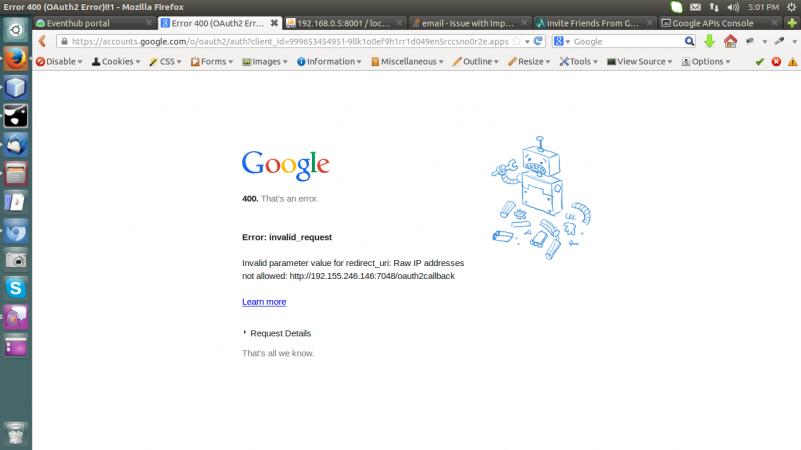 Error 400 (OAuth2 Error)!!1 - Mozilla Firefox
5:01 PM
Eventhub portal
Error 400 (OAuth2 Err...
192.168.0.5:8001 / loc...
email - Issue with Imp...
Invite Friends From G...
Google APIs Console
https://accounts.google.com/o/oauth2/auth?client_id=
Google
Disable
Cookies
CSS
Forms
Images
Information
Miscellaneous
Outline
Resize
Tools
View Source
Options
Google
400. That's an error.
Error: invalid_request
Invalid parameter value for redirect_uri: Raw IP addresses
not allowed: http://192.155.246.146:7048/oauth2callback
Learn more
Request Details
That's all we know.